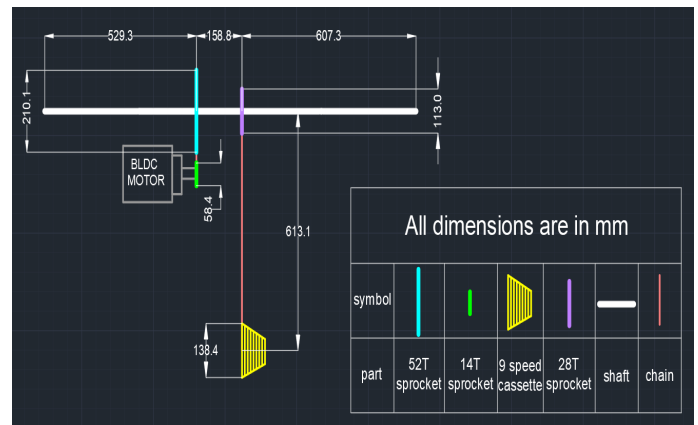 529.3
158.8
607.3
210.1
113.0
BLDC
MOTOR
58.4
613.1
138.4
All dimensions are in mm
symbol
part
52T
sprocket
14T
sprocket
9 speed
cassette
28T
sprocket
shaft
chain